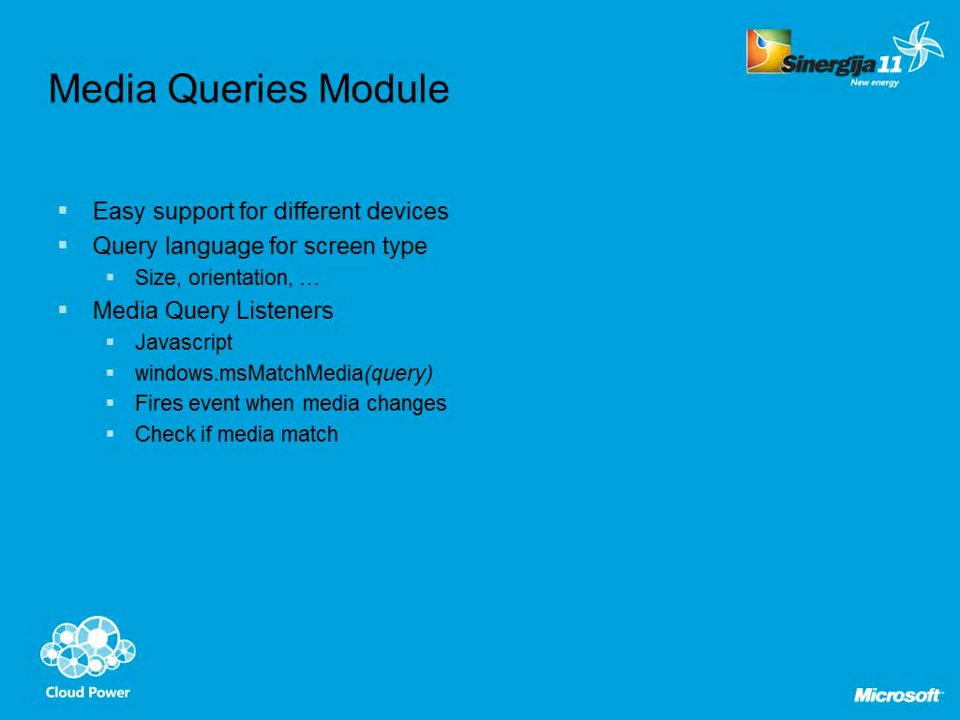 Sinergija 11
New energy
Media Queries Module
Easy support for different devices
Query language for screen type
Size, orientation, …
Media Query Listeners
Javascript
windows.msMatchMedia(query)
Fires event when media changes
Check if media match
Cloud Power
Microsoft